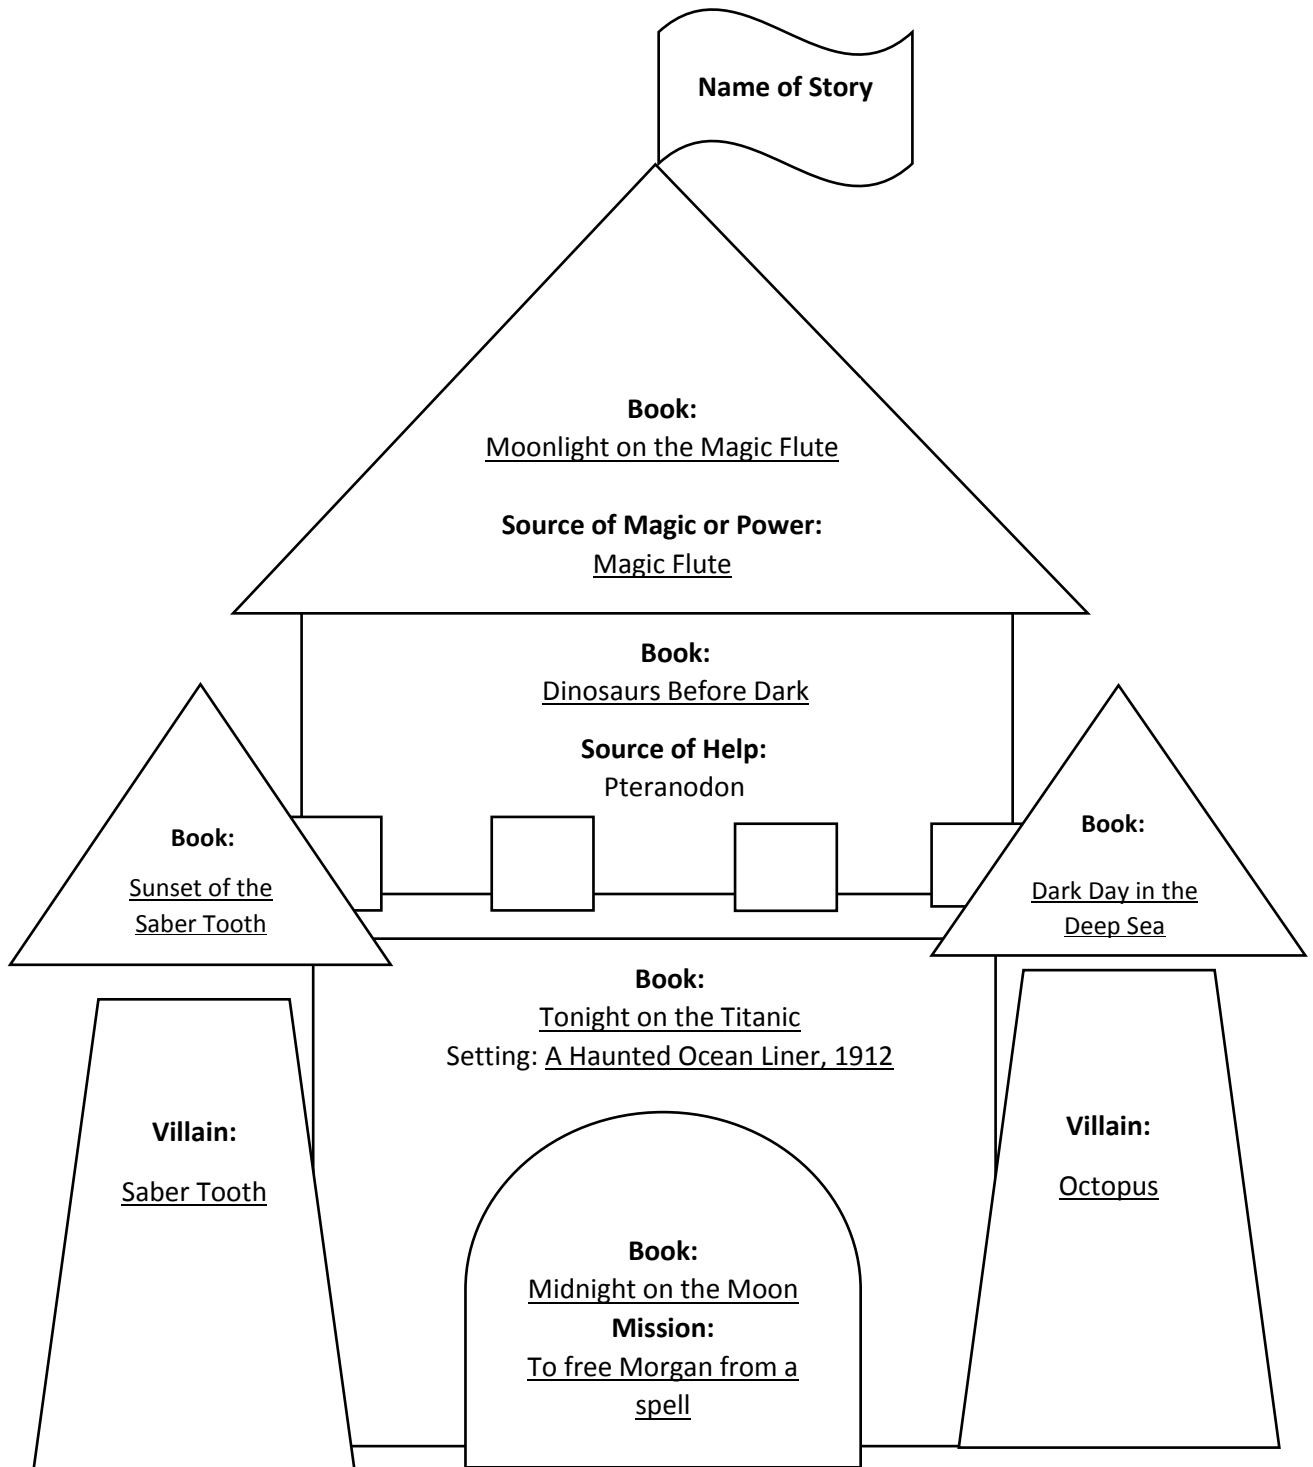 Name of Story
Book:
Moonlight on the Magic Flute
Source of Magic or Power:
Magic Flute
Book:
Dinosaurs Before Dark
Source of Help:
Pteranodon
Book:
Sunset of the
Saber Tooth
Book:
Dark Day in the
Deep Sea
Book:
Tonight on the Titanic
Setting: A Haunted Ocean Liner, 1912
Villain:
Saber Tooth
Villain:
Octopus
Book:
Midnight on the Moon
Mission:
To free Morgan from a
spell